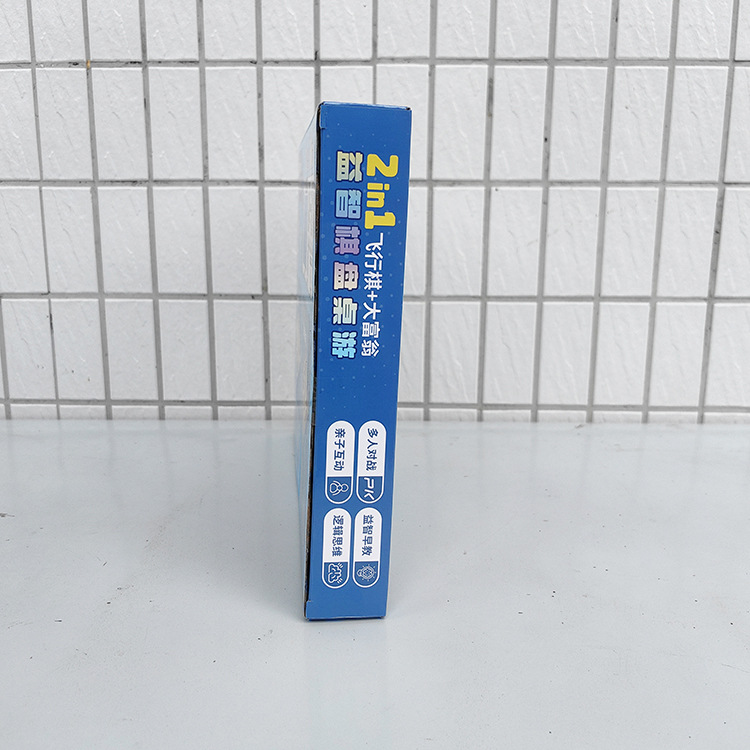 2in1 飞行棋+大富翁
益智棋盘桌游
多人对战 PK
益智早教
亲子互动
逻辑思维